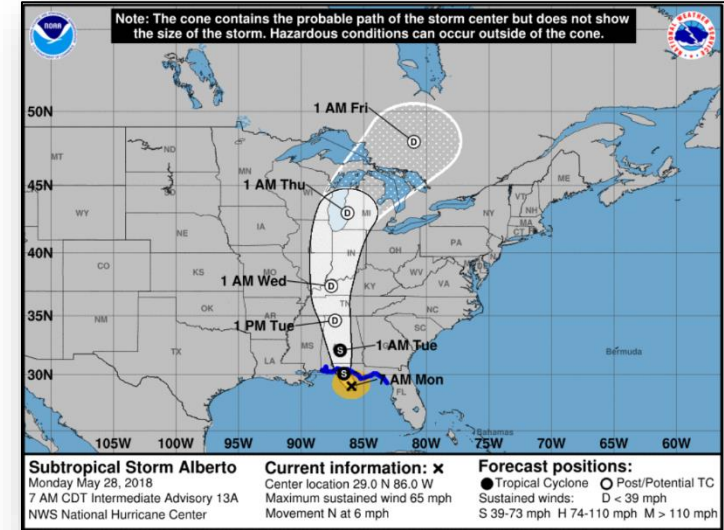 Note: The cone contains the probable path of the storm center but does not show
the size of the storm. Hazardous conditions can occur outside of the cone.
NOAA
NATIONAL WEATHER SERVICE
50N
1 AM Fri
D
MT
ND
MN
45N
1 AM Thu
WI
ME
VT
NH
WY
D
MI
NY
MA
CT
IA
NE
PA
40N
IN
OH
CO
KS
1 AM Wed
MO
WV
D
KY
VA
35N
OK
TN
NC
NM
AR
1 PM Tue
D
SC
1 AM Tue
S
MS
TX
LA
Bermuda
30N
S
AM Mon
FL
Bahamas
115W
105W
100W
95W
90W
85W
80W
75W
70W
65W
60W
Subtropical Storm Alberto
Monday May 28, 2018
7 AM CDT Intermediate Advisory 13A
NWS National Hurricane Center
Current information: ×
Center location 29.0 N 86.0 W
Maximum sustained wind 65 mph
Movement N at 6 mph
Forecast positions:
● Tropical Cyclone ○ Post/Potential TC
Sustained winds: D < 39 mph
S 39-73 mph H 74-110 mph M > 110 mph